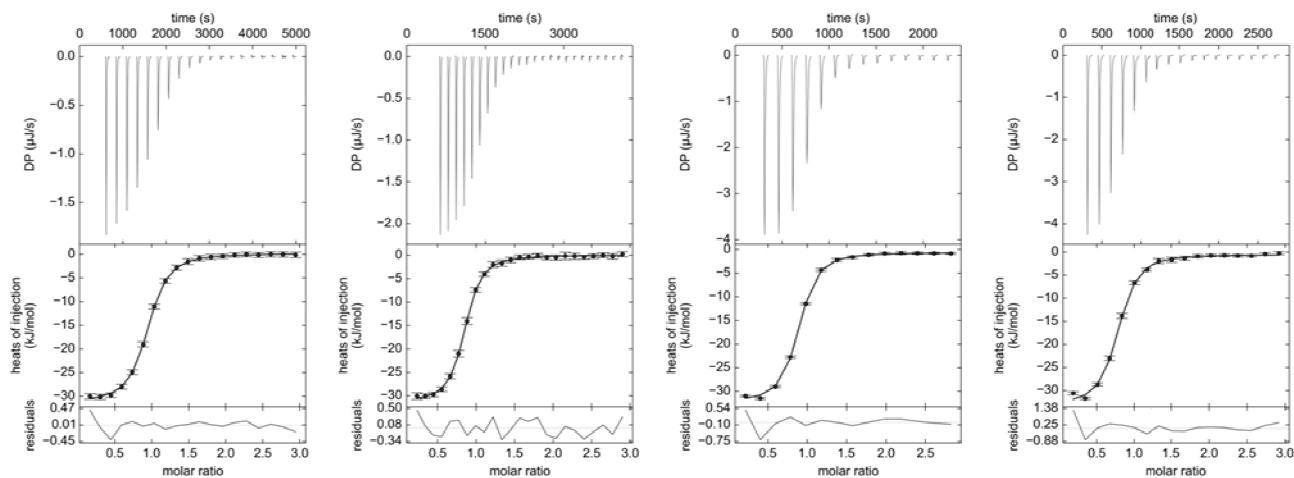 time (s)
0 1000 2000 3000 4000 5000
0.0
−0.5
−1.0
−1.5
DP (μJ/s)
0
−5
−10
−15
−20
−25
−30
heats of injection
(kJ/mol)
0.47
0.01
−0.45
residuals
0.5 1.0 1.5 2.0 2.5 3.0
molar ratio
time (s)
0 1500 3000
0.0
−0.5
−1.0
−1.5
−2.0
DP (μJ/s)
0
−5
−10
−15
−20
−25
−30
heats of injection
(kJ/mol)
0.50
0.08
−0.34
residuals
0.5 1.0 1.5 2.0 2.5 3.0
molar ratio
time (s)
0 500 1000 1500 2000
0
−1
−2
−3
−4
DP (μJ/s)
0
−5
−10
−15
−20
−25
−30
heats of injection
(kJ/mol)
0.54
−0.10
−0.75
residuals
0.5 1.0 1.5 2.0 2.5
molar ratio
time (s)
0 500 1000 1500 2000 2500
0
−1
−2
−3
−4
DP (μJ/s)
0
−5
−10
−15
−20
−25
−30
heats of injection
(kJ/mol)
1.38
0.25
−0.88
residuals
0.5 1.0 1.5 2.0 2.5 3.0
molar ratio